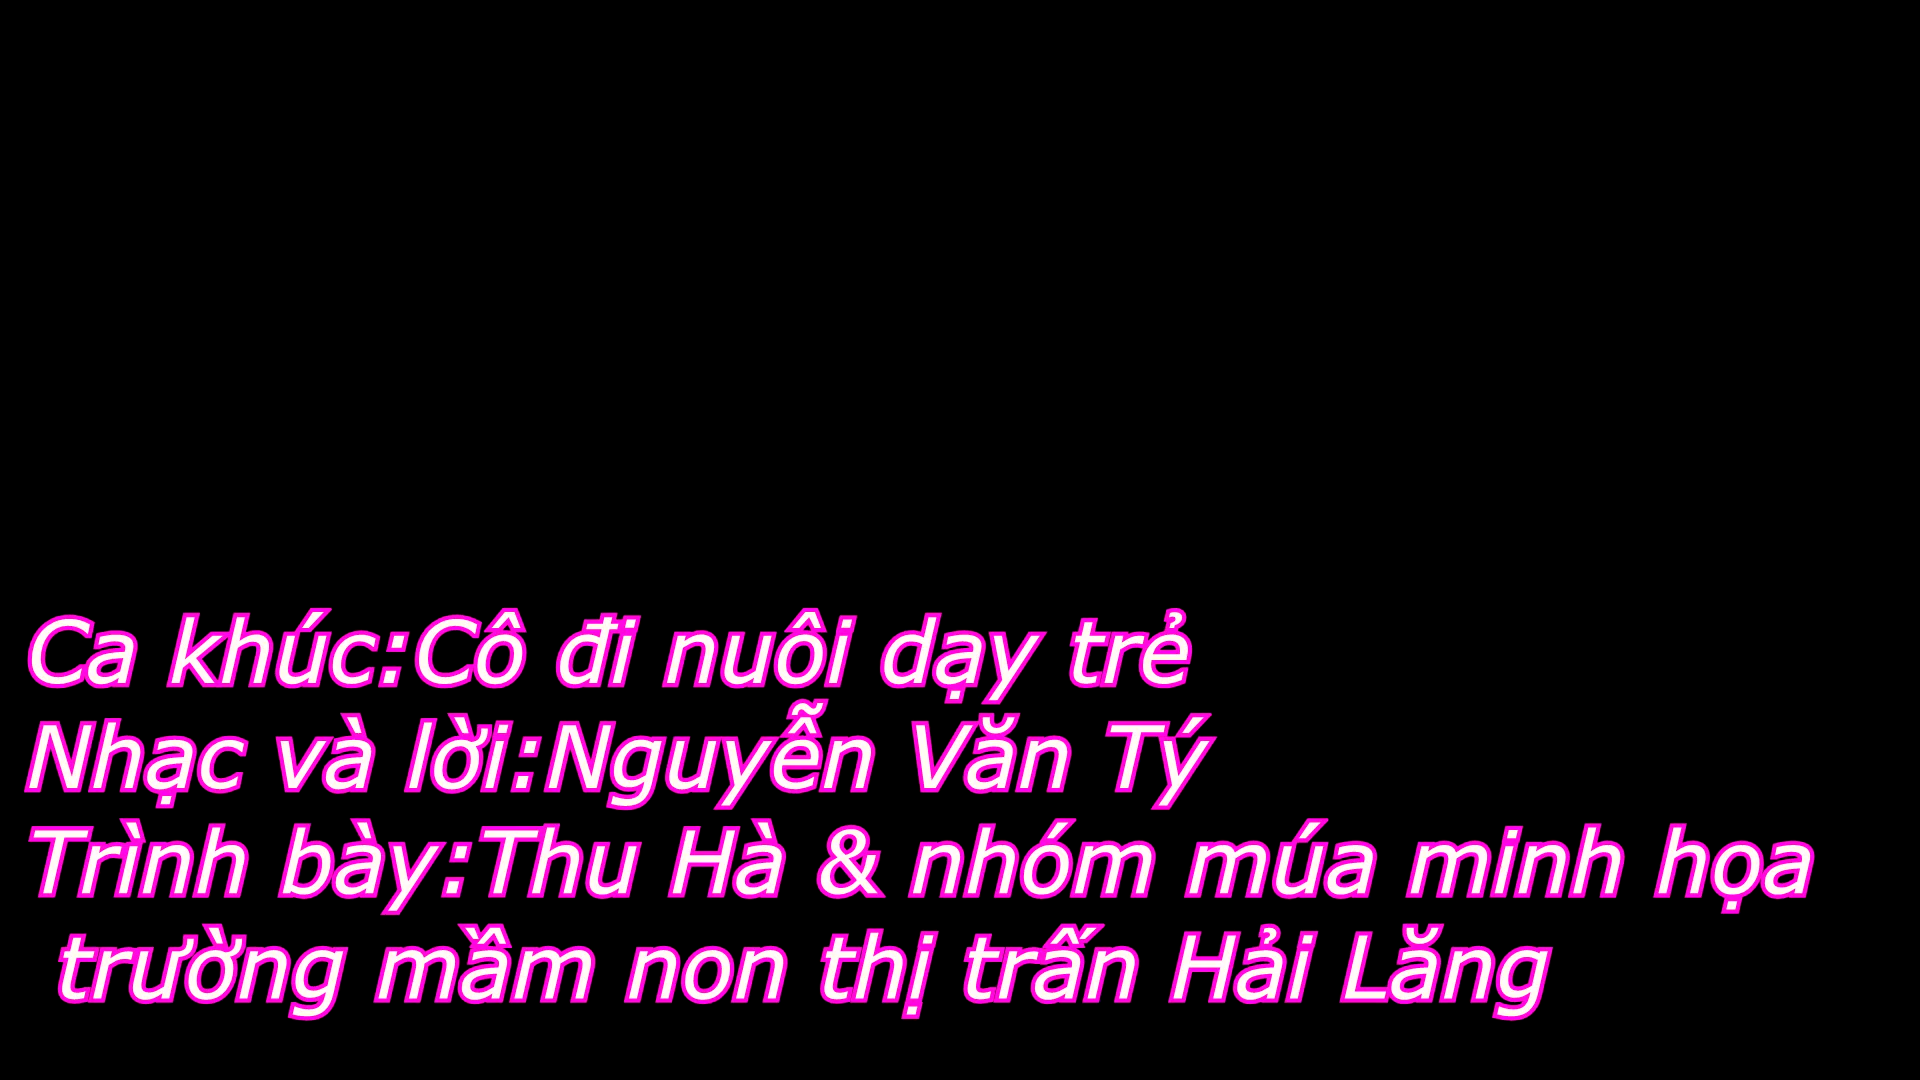 Ca khúc:Cô đi nuôi dạy trẻ
Nhạc và lời:Nguyễn Văn Tý
Trình bày:Thu Hà & nhóm múa minh họa
trường mầm non thị trấn Hải Lăng